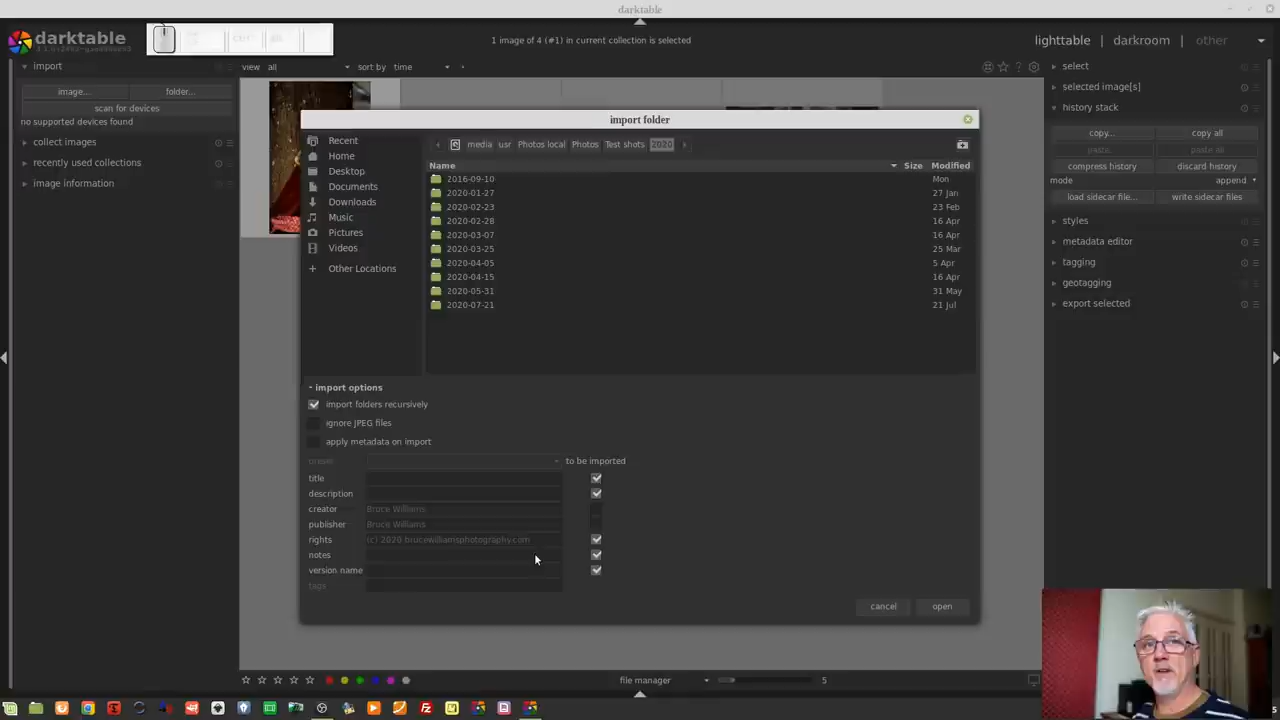 darktable
darktable
1 image of 4 (#1) in current collection is selected
lighttable | darkroom | other
import
view all
sort by time
image...
folder...
scan for devices
no supported devices found
collect images
recently used collections
image information
import folder
Recent
Home
Desktop
Documents
Downloads
Music
Pictures
Videos
Other Locations
media usr Photos local Photos Test shots 2020
Name Size Modified
2016-09-10 Mon
2020-01-27 27 Jan
2020-02-23 23 Feb
2020-02-28 16 Apr
2020-03-07 16 Apr
2020-03-25 25 Mar
2020-04-05 5 Apr
2020-04-15 16 Apr
2020-05-31 31 May
2020-07-21 21 Jul
- import options
import folders recursively
ignore JPEG files
apply metadata on import
preset
to be imported
title
description
creator Bruce Williams
publisher Bruce Williams
rights (c) 2020 brucewilliamsphotography.com
notes
version name
tags
cancel
open
select
selected image[s]
history stack
copy...
copy all
paste...
paste all
compress history
discard history
mode append
load sidecar file...
write sidecar files
styles
metadata editor
tagging
geotagging
export selected
file manager
5